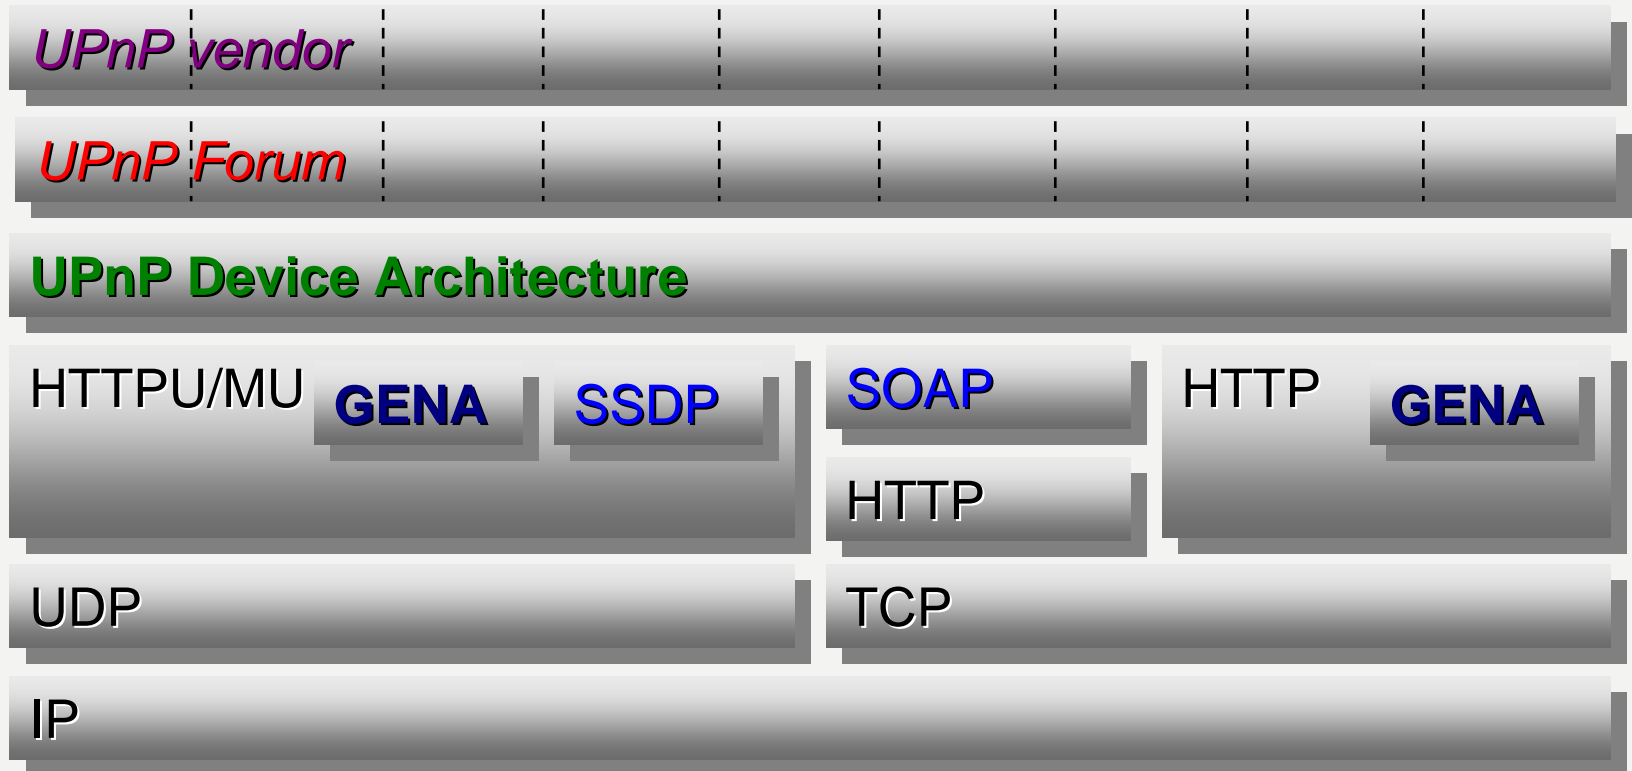 UPnP vendor
UPnP Forum
UPnP Device Architecture
HTTPU/MU GENA SSDP
SOAP
HTTP
HTTP GENA
UDP
TCP
IP